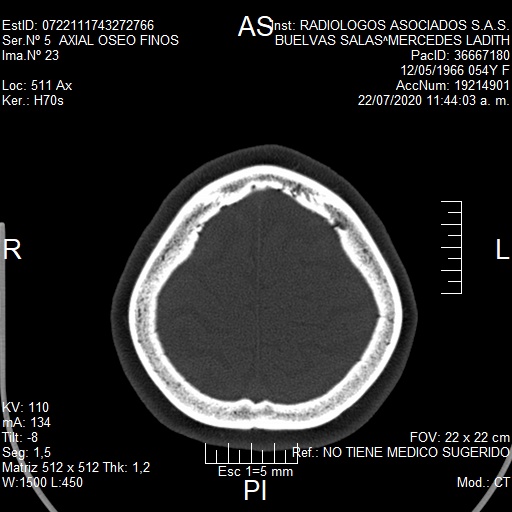 EstID: 0722111743272766
Ser.Nº 5 AXIAL OSEO FINOS
Ima.Nº 23
Loc: 511 Ax
Ker.: H70s
AS
Inst: RADIOLOGOS ASOCIADOS S.A.S.
BUELVAS SALAS^MERCEDES LADITH
PacID: 36667180
12/05/1966 054Y F
AccNum: 19214901
22/07/2020 11:44:03 a. m.
R
L
KV: 110
mA: 134
Tilt: -8
Seg: 1,5
Matriz 512 x 512 Thk: 1,2
W:1500 L:450
Esc 1=5 mm
PI
FOV: 22 x 22 cm
Ref.: NO TIENE MEDICO SUGERIDO
Mod.: CT